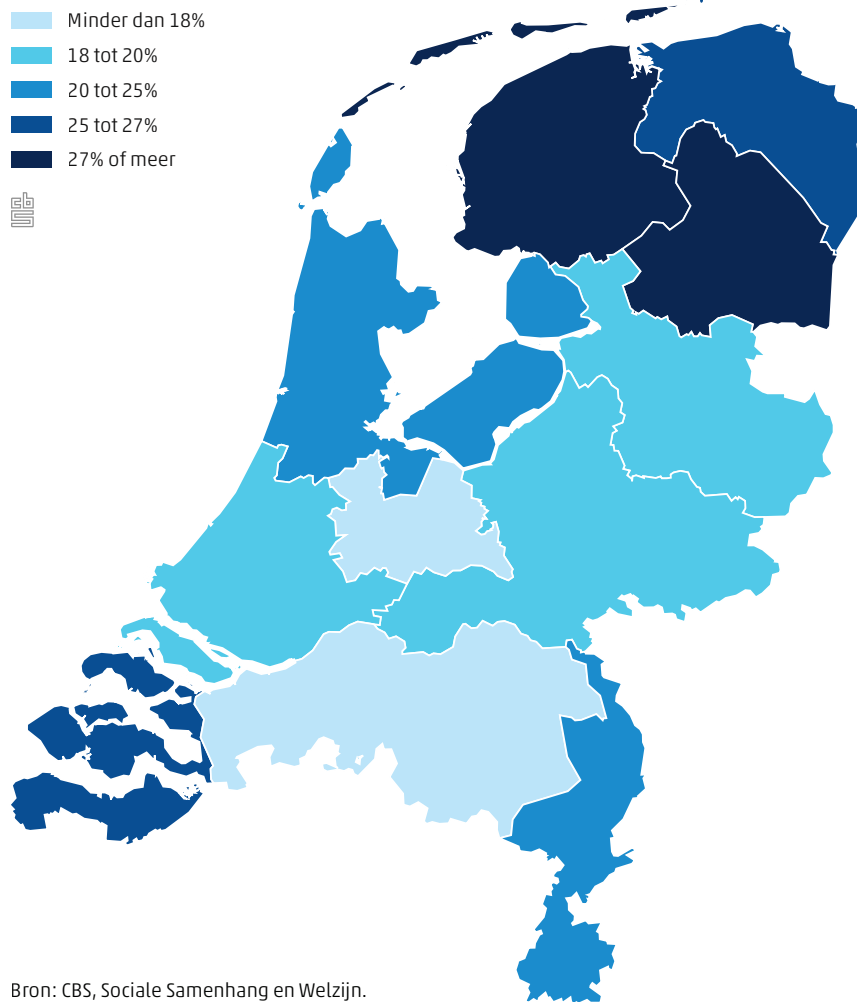 Minder dan 18%
18 tot 20%
20 tot 25%
25 tot 27%
27% of meer
cbs
Bron: CBS, Sociale Samenhang en Welzijn.